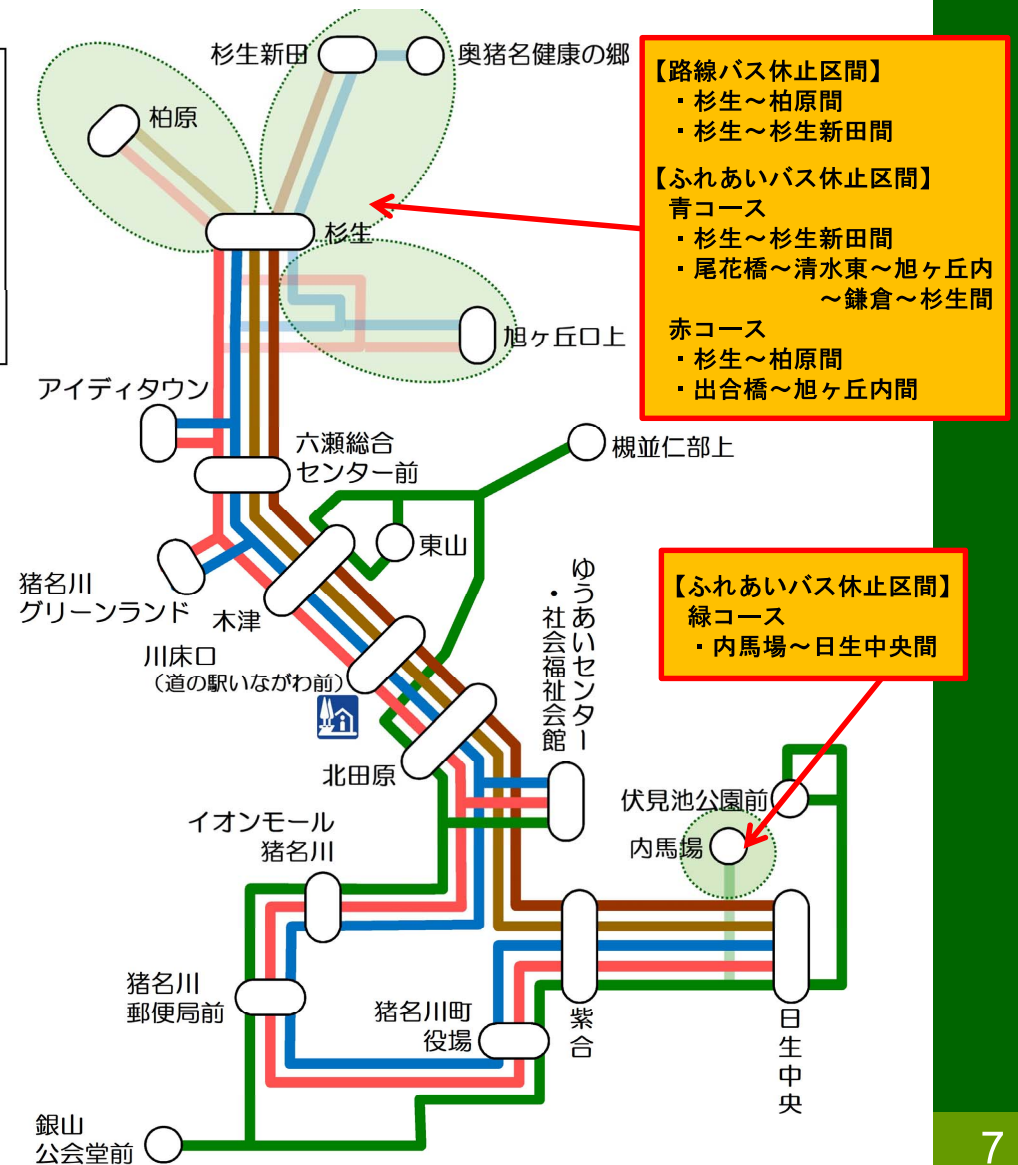 杉生新田
奥猪名健康の郷
柏原
杉生
旭ヶ丘口上
【路線バス休止区間】
・杉生～柏原間
・杉生～杉生新田間
【ふれあいバス休止区間】
青コース
・杉生～杉生新田間
・尾花橋～清水東～旭ヶ丘内
～鎌倉～杉生間
赤コース
・杉生～柏原間
・出合橋～旭ヶ丘内間
アイディタウン
六瀬総合
センター前
槻並仁部上
東山
猪名川
グリーンランド
木津
川床口
（道の駅いながわ前）
ゆうあいセンター
・社会福祉会館
【ふれあいバス休止区間】
緑コース
・内馬場～日生中央間
北田原
伏見池公園前
内馬場
イオンモール
猪名川
猪名川
郵便局前
猪名川町
役場
紫合
日生中央
銀山
公会堂前
7